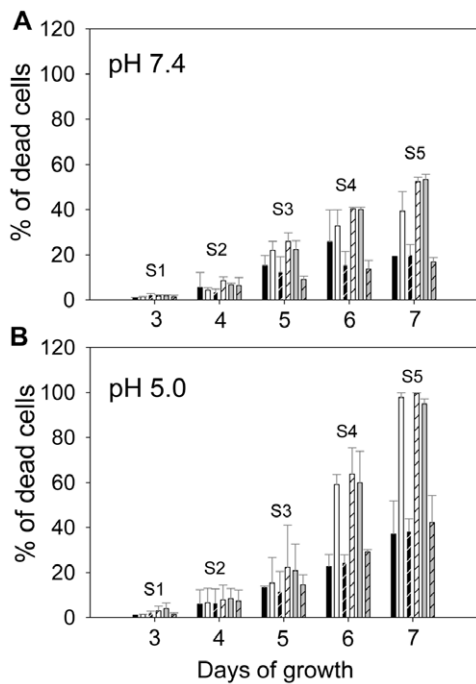 A
pH 7.4
% of dead cells
120
100
80
60
40
20
0
S1
S2
S3
S4
S5
3 4 5 6 7
B
pH 5.0
% of dead cells
120
100
80
60
40
20
0
S1
S2
S3
S4
S5
3 4 5 6 7
Days of growth